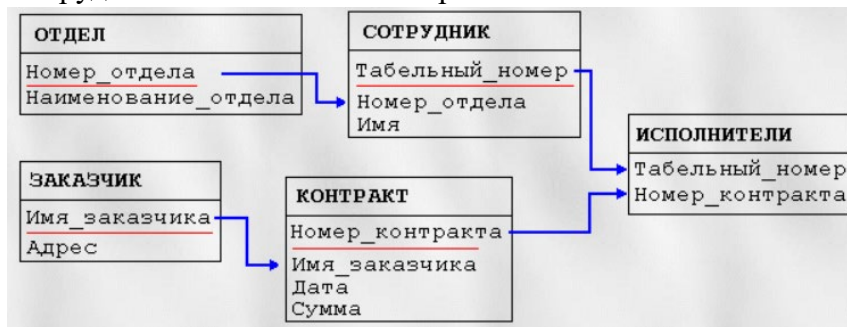 ОТДЕЛ
Номер_отдела
Наименование_отдела
СОТРУДНИК
Табельный_номер
Номер_отдела
Имя
ИСПОЛНИТЕЛИ
Табельный_номер
Номер_контракта
ЗАКАЗЧИК
Имя_заказчика
Адрес
КОНТРАКТ
Номер_контракта
Имя_заказчика
Дата
Сумма